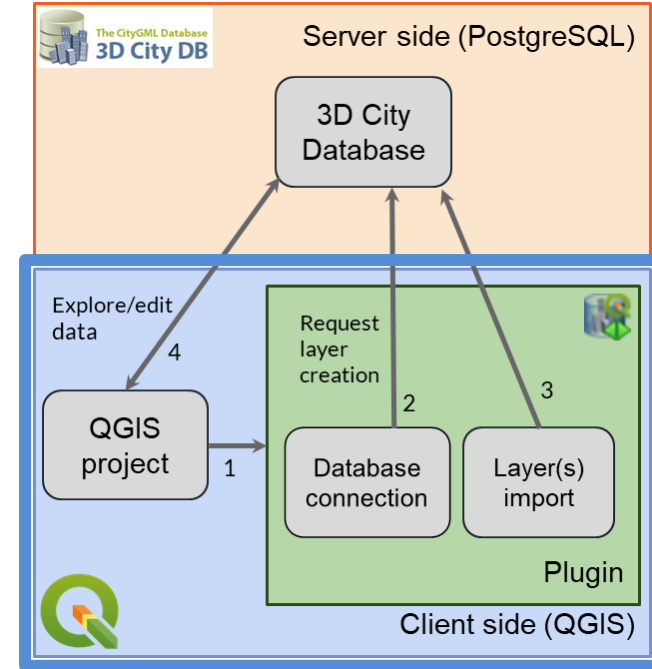 The CityGML Database
3D City DB
Server side (PostgreSQL)
3D City
Database
Explore/edit
data
4
Request
layer
creation
2
3
QGIS
project
1
Database
connection
Layer(s)
import
Plugin
Client side (QGIS)